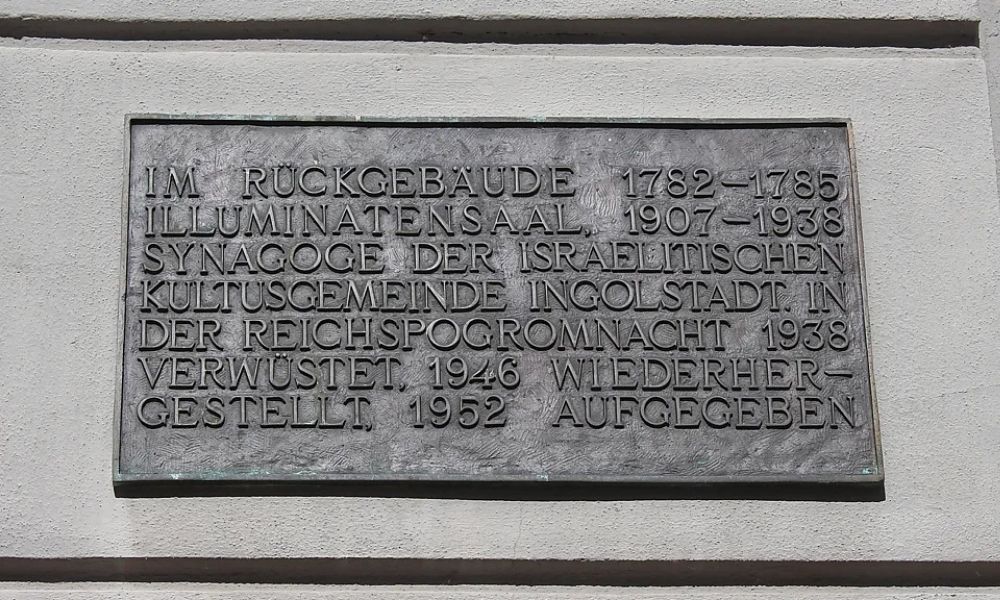 IM RÜCKGEBÄUDE 1782–1785
ILLUMINATENSAAL, 1907–1938
SYNAGOGE DER ISRAELITISCHEN
KULTUSGEMEINDE INGOLSTADT. IN
DER REICHSPOGROMNACHT 1938
VERWÜSTET, 1946 WIEDERHER–
GESTELLT, 1952 AUFGEGEBEN